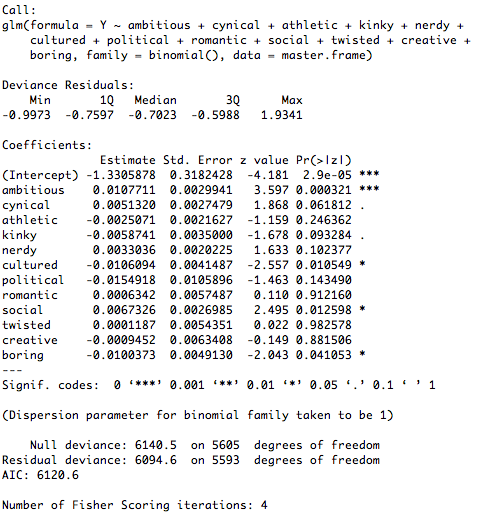 Call:
glm(formula = Y ~ ambitious + cynical + athletic + kinky + nerdy +
    cultured + political + romantic + social + twisted + creative +
    boring, family = binomial(), data = master.frame)

Deviance Residuals:
    Min       1Q   Median       3Q      Max
-0.9973  -0.7597  -0.7023  -0.5988   1.9341

Coefficients:
              Estimate Std. Error z value Pr(>|z|)
(Intercept) -1.3305878  0.3182428  -4.181  2.9e-05 ***
ambitious    0.0107711  0.0029941   3.597 0.000321 ***
cynical      0.0051320  0.0027479   1.868 0.061812 .
athletic    -0.0025071  0.0021627  -1.159 0.246362
kinky       -0.0058741  0.0035000  -1.678 0.093284 .
nerdy        0.0033036  0.0020225   1.633 0.102377
cultured    -0.0106094  0.0041487  -2.557 0.010549 *
political   -0.0154918  0.0105896  -1.463 0.143490
romantic     0.0006342  0.0057487   0.110 0.912160
social       0.0067326  0.0026985   2.495 0.012598 *
twisted      0.0001187  0.0054351   0.022 0.982578
creative    -0.0009452  0.0063408  -0.149 0.881506
boring      -0.0100373  0.0049130  -2.043 0.041053 *
---
Signif. codes:  0 ‘***’ 0.001 ‘**’ 0.01 ‘*’ 0.05 ‘.’ 0.1 ‘ ’ 1

(Dispersion parameter for binomial family taken to be 1)

    Null deviance: 6140.5  on 5605  degrees of freedom
Residual deviance: 6094.6  on 5593  degrees of freedom
AIC: 6120.6

Number of Fisher Scoring iterations: 4